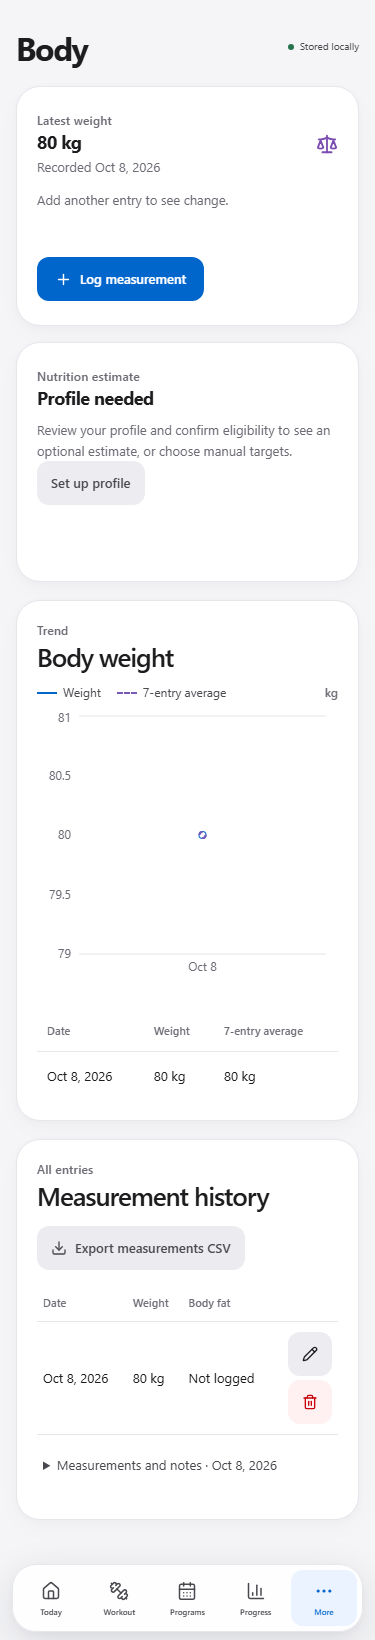 Body
Stored locally
Latest weight
80 kg
Recorded Oct 8, 2026
Add another entry to see change.
Log measurement
Nutrition estimate
Profile needed
Review your profile and confirm eligibility to see an
optional estimate, or choose manual targets.
Set up profile
Trend
Body weight
Weight 7-entry average kg
81
80.5
80
79.5
79
Oct 8
Date Weight 7-entry average
Oct 8, 2026 80 kg 80 kg
All entries
Measurement history
Export measurements CSV
Date Weight Body fat
Oct 8, 2026 80 kg Not logged
Measurements and notes · Oct 8, 2026
Today Workout Programs Progress More